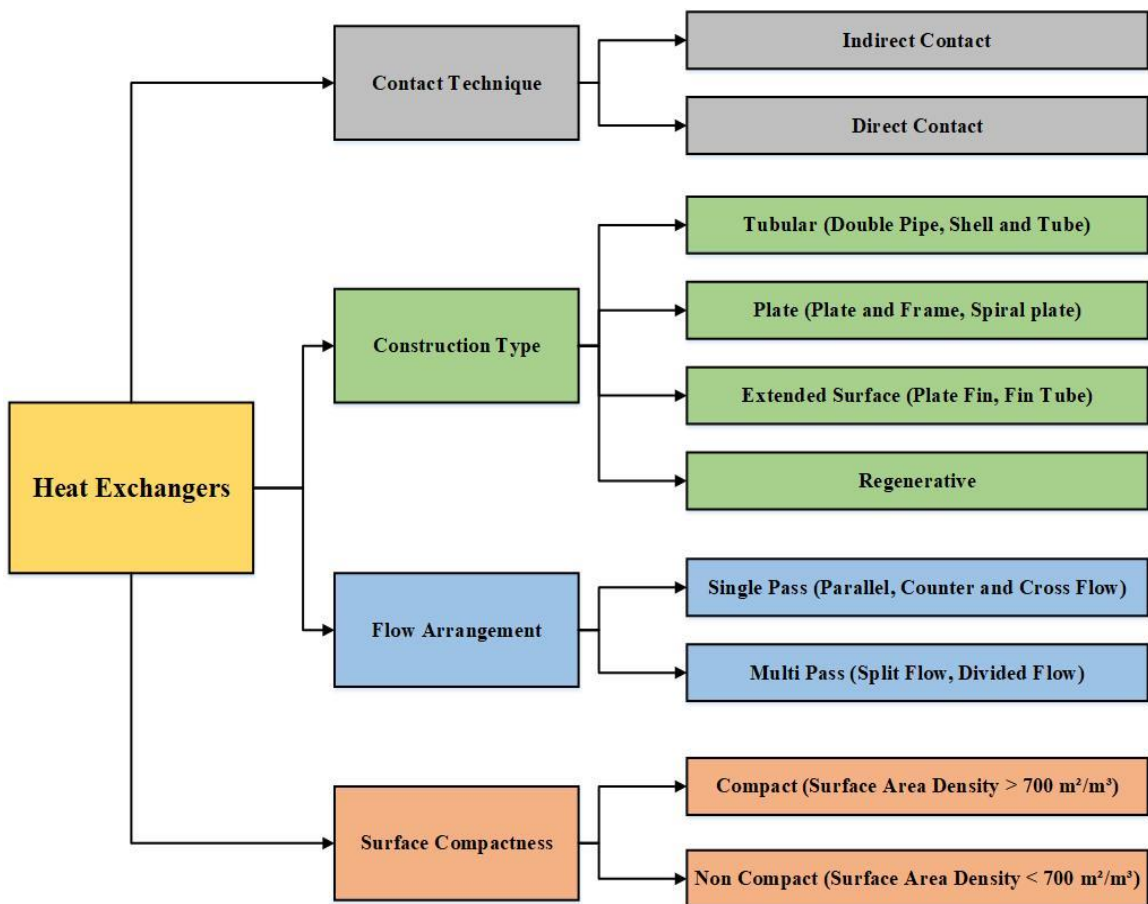 Indirect Contact
Contact Technique
Direct Contact
Tubular (Double Pipe, Shell and Tube)
Plate (Plate and Frame, Spiral plate)
Construction Type
Extended Surface (Plate Fin, Fin Tube)
Heat Exchangers
Regenerative
Single Pass (Parallel, Counter and Cross Flow)
Flow Arrangement
Multi Pass (Split Flow, Divided Flow)
Compact (Surface Area Density > 700 m²/m³)
Surface Compactness
Non Compact (Surface Area Density < 700 m²/m³)